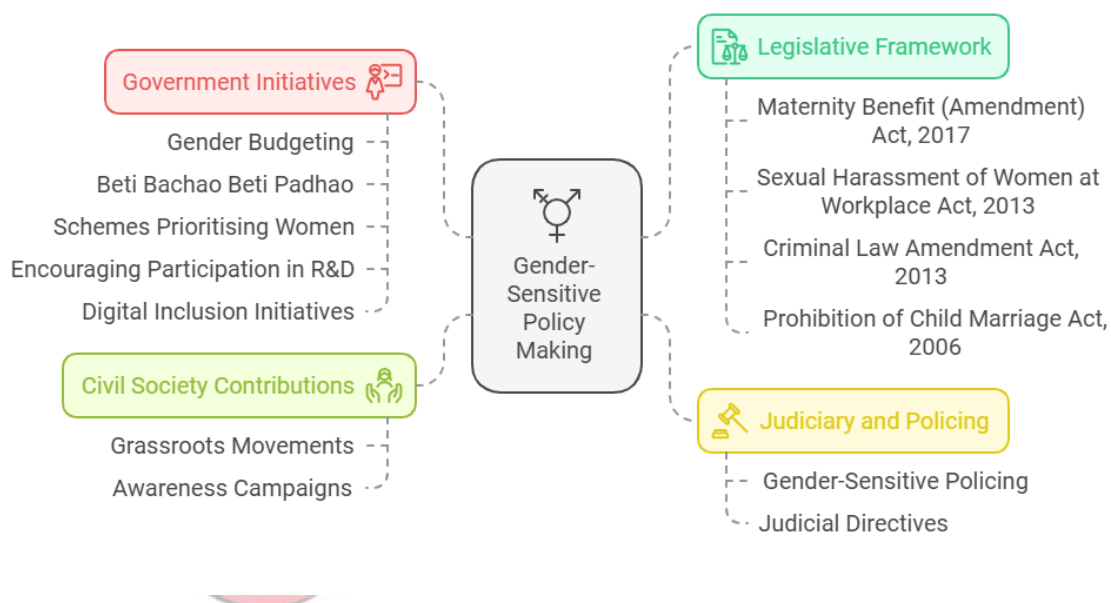 Government Initiatives
Gender Budgeting
Beti Bachao Beti Padhao
Schemes Prioritising Women
Encouraging Participation in R&D
Digital Inclusion Initiatives
Civil Society Contributions
Grassroots Movements
Awareness Campaigns
Gender-
Sensitive
Policy
Making
Legislative Framework
Maternity Benefit (Amendment)
Act, 2017
Sexual Harassment of Women at
Workplace Act, 2013
Criminal Law Amendment Act,
2013
Prohibition of Child Marriage Act,
2006
Judiciary and Policing
Gender-Sensitive Policing
Judicial Directives